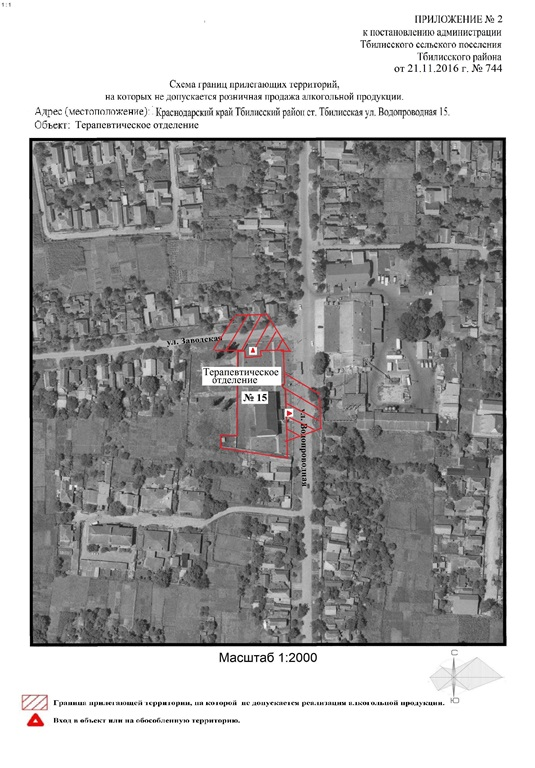 1 / 1
ПРИЛОЖЕНИЕ № 2
к постановлению администрации
Тбилисского сельского поселения
Тбилисского района
от 21.11.2016 г. № 744
Схема границ прилегающих территорий,
на которых не допускается розничная продажа алкогольной продукции.
Адрес (местоположение): Краснодарский край Тбилисский район ст. Тбилисская ул. Водопроводная 15.
Объект: Терапевтическое отделение
ул. Заводская
Терапевтическое
отделение
№ 15
ул. Водопроводная
Масштаб 1:2000
С
Ю
Граница прилегающей территории, на которой не допускается реализация алкогольной продукции.
Вход в объект или на обособленную территорию.